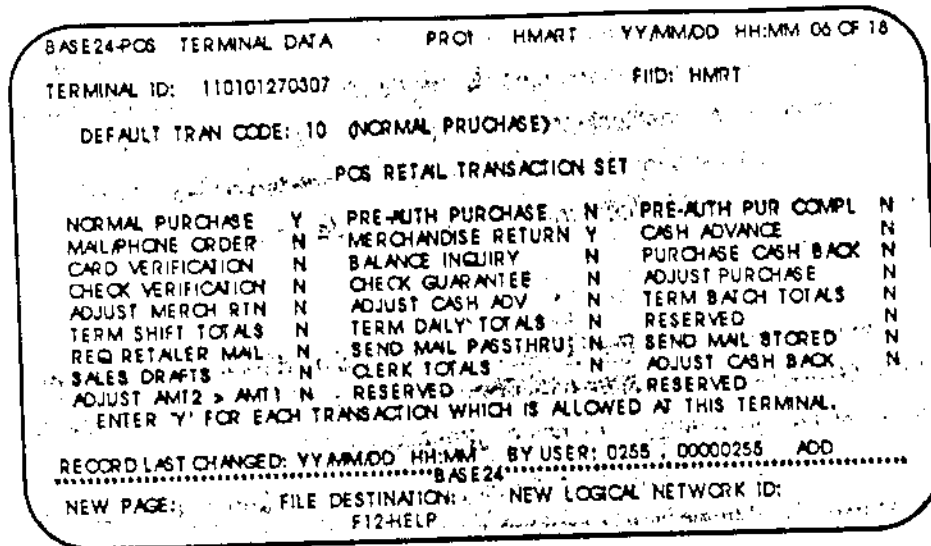 BASE24-POS TERMINAL DATA PRO1 HMART YY/MM/DD HH:MM 06 OF 18
TERMINAL ID: 110101270307 FIID: HMRT
DEFAULT TRAN CODE: 10 (NORMAL PRUCHASE)
POS RETAIL TRANSACTION SET
NORMAL PURCHASE Y PRE-AUTH PURCHASE N PRE-AUTH PUR COMPL N
MAIL/PHONE ORDER N MERCHANDISE RETURN Y CASH ADVANCE N
CARD VERIFICATION N BALANCE INQUIRY N PURCHASE CASH BACK N
CHECK VERIFICATION N CHECK GUARANTEE N ADJUST PURCHASE N
ADJUST MERCH RTN N ADJUST CASH ADV N TERM BATCH TOTALS N
TERM SHIFT TOTALS N TERM DAILY TOTALS N RESERVED N
REQ RETAILER MAIL N SEND MAIL PASSTHRU N SEND MAIL STORED N
SALES DRAFTS N CLERK TOTALS N ADJUST CASH BACK N
ADJUST AMT2 > AMT1 N RESERVED RESERVED
ENTER 'Y' FOR EACH TRANSACTION WHICH IS ALLOWED AT THIS TERMINAL.
RECORD LAST CHANGED: YY/MM/DD HH:MM BY USER: 0255 , 00000255 ADD
BASE24
NEW PAGE: FILE DESTINATION: NEW LOGICAL NETWORK ID:
F12-HELP